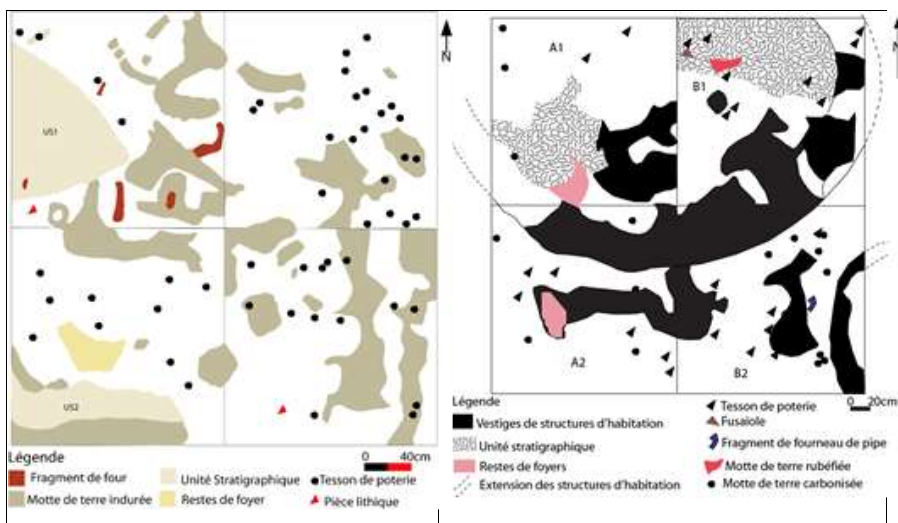 N
US1
US2
Légende
0 40cm
Fragment de four
Unité Stratigraphique
Tesson de poterie
Motte de terre indurée
Restes de foyer
Pièce lithique
N
A1
B1
A2
B2
Légende
0 20cm
Vestiges de structures d'habitation
Unité stratigraphique
Restes de foyers
Extension des structures d'habitation
Tesson de poterie
Fusaïole
Fragment de fourneau de pipe
Motte de terre rubéfiée
Motte de terre carbonisée